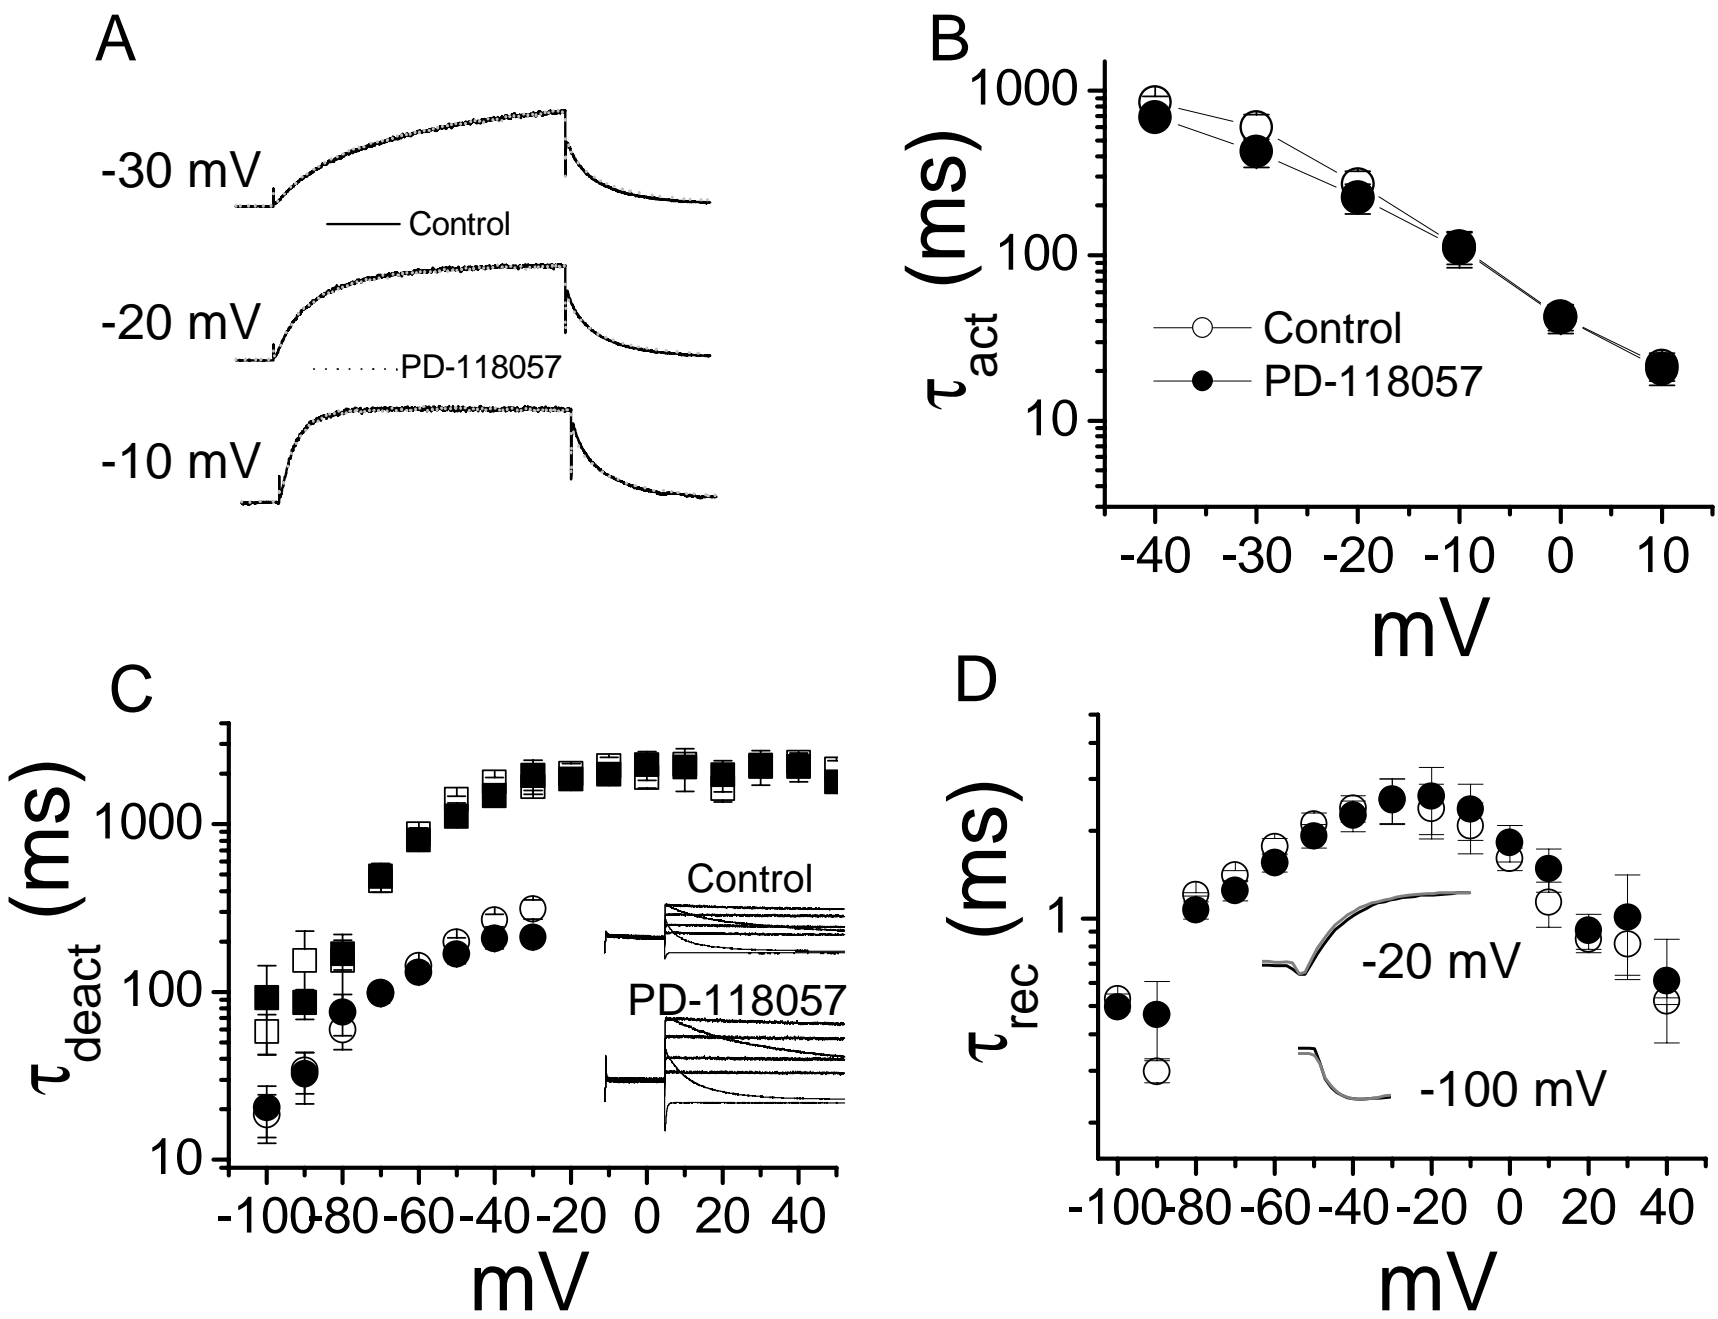 A
-30 mV
Control
-20 mV
PD-118057
-10 mV
B
1000
100
10
τact (ms)
Control
PD-118057
-40 -30 -20 -10 0 10
mV
C
1000
100
10
τdeact (ms)
Control
PD-118057
-100 -80 -60 -40 -20 0 20 40
mV
D
1
τrec (ms)
-20 mV
-100 mV
-100 -80 -60 -40 -20 0 20 40
mV